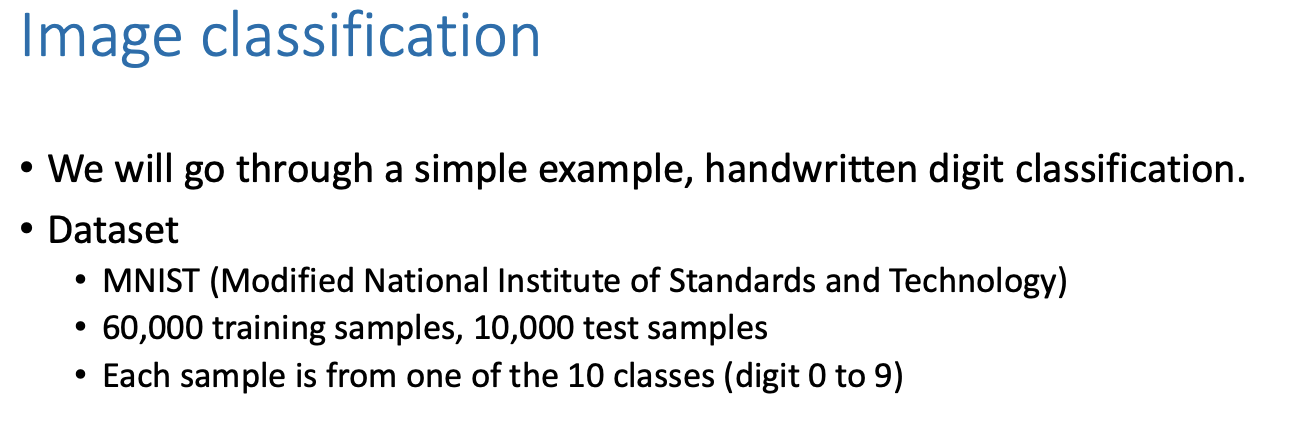 Image classification
• We will go through a simple example, handwritten digit classification.
• Dataset
• MNIST (Modified National Institute of Standards and Technology)
• 60,000 training samples, 10,000 test samples
• Each sample is from one of the 10 classes (digit 0 to 9)